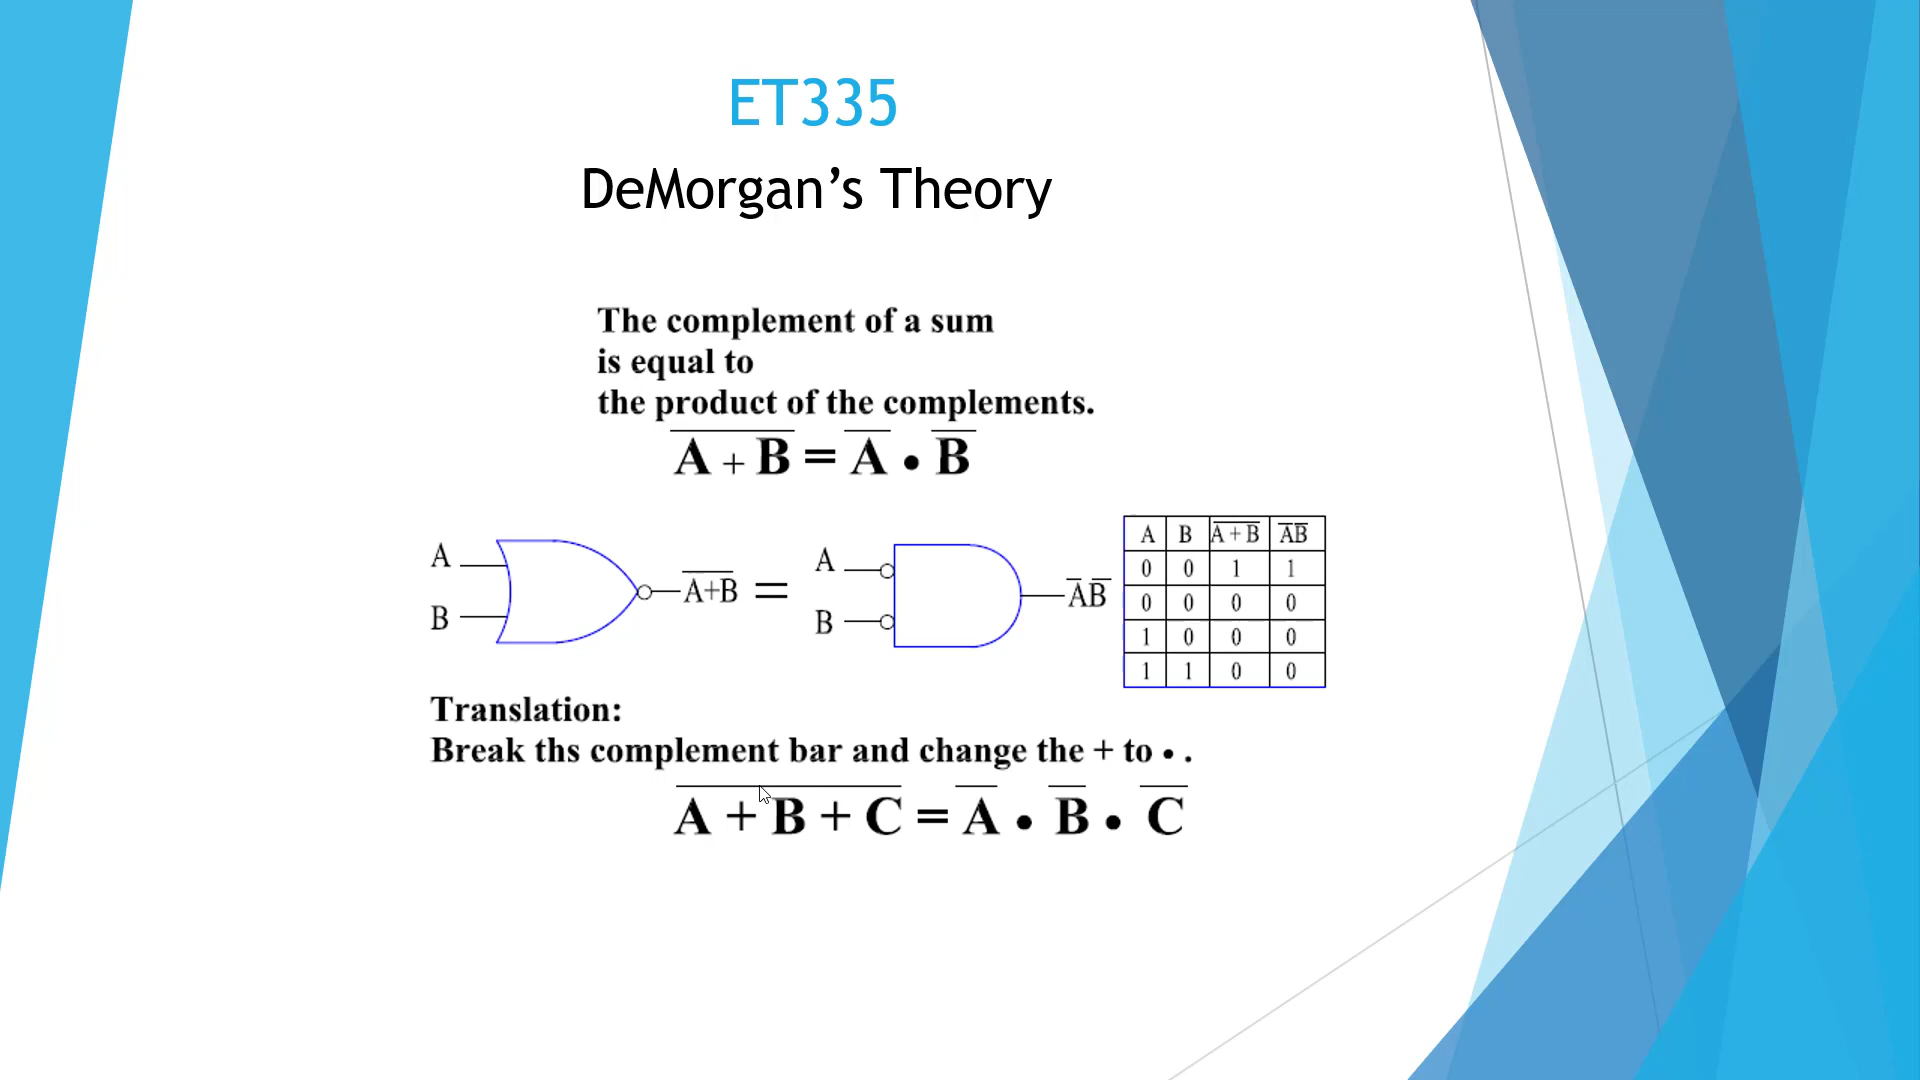 ET335
DeMorgan’s Theory
The complement of a sum
is equal to
the product of the complements.
A̅ ̅+̅ ̅B̅ = A̅ • B̅
A
B
A̅+̅B̅ =
A
B
A̅B̅
A B A̅ ̅+̅ ̅B̅ A̅B̅
0 0 1 1
0 0 0 0
1 0 0 0
1 1 0 0
Translation:
Break ths complement bar and change the + to • .
A̅ ̅+̅ ̅B̅ ̅+̅ ̅C̅ = A̅ • B̅ • C̅